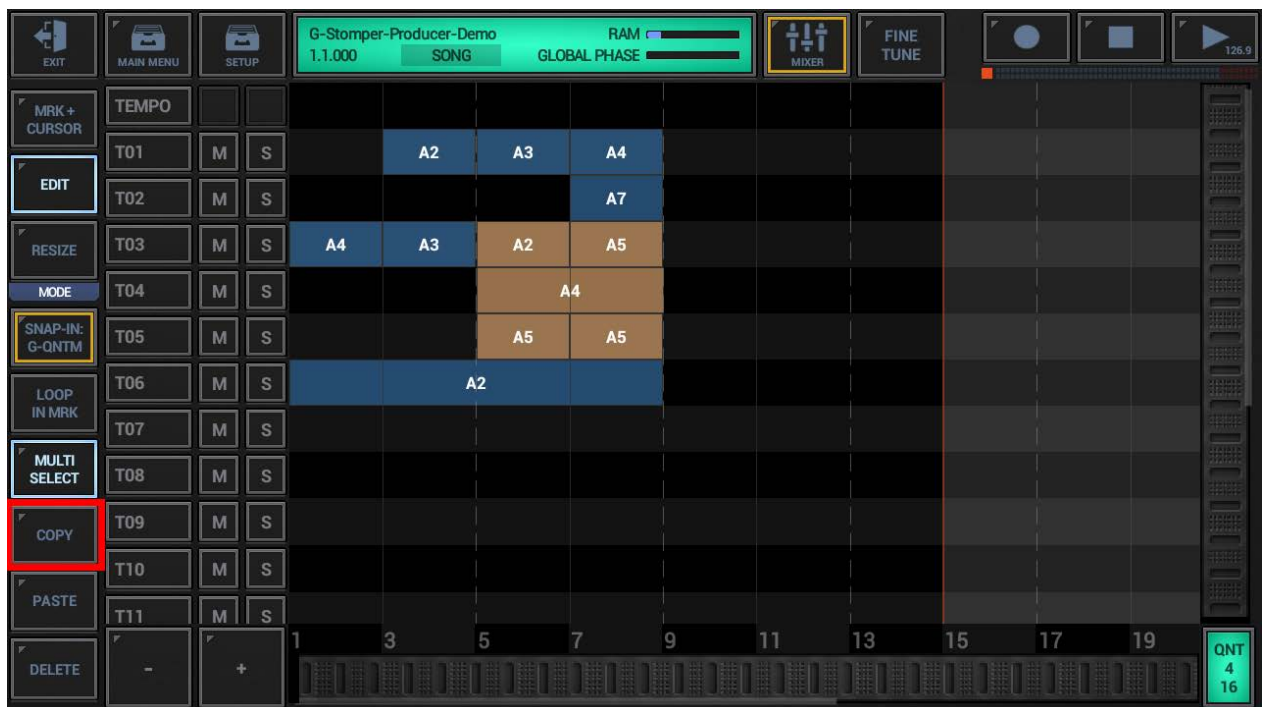 EXIT
MAIN MENU
SETUP
G-Stomper-Producer-Demo RAM
1.1.000 SONG GLOBAL PHASE
MIXER
FINE
TUNE
126.9
MRK +
CURSOR
EDIT
RESIZE
MODE
SNAP-IN:
G-QNTM
LOOP
IN MRK
MULTI
SELECT
COPY
PASTE
DELETE
TEMPO
T01 M S A2 A3 A4
T02 M S A7
T03 M S A4 A3 A2 A5
T04 M S A4
T05 M S A5 A5
T06 M S A2
T07 M S
T08 M S
T09 M S
T10 M S
T11 M S
- +
1 3 5 7 9 11 13 15 17 19
QNT
4
16